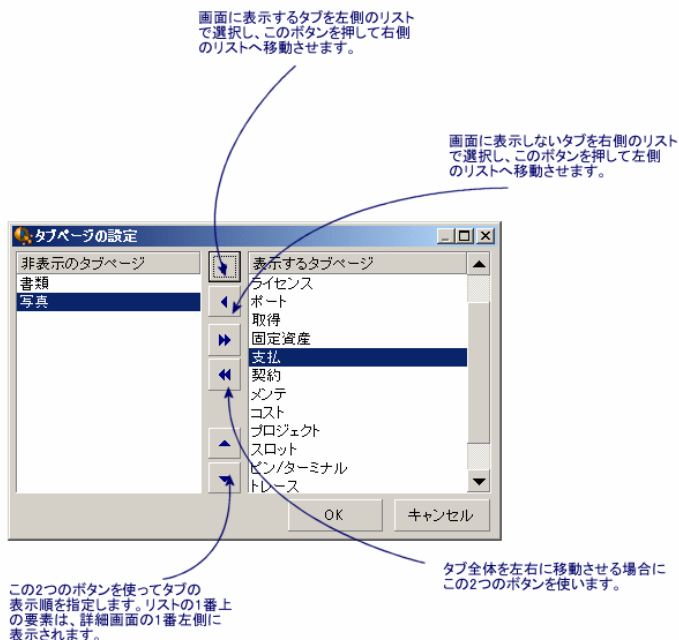 画面に表示するタブを左側のリスト
で選択し、このボタンを押して右側
のリストへ移動させます。
画面に表示しないタブを右側のリスト
で選択し、このボタンを押して左側
のリストへ移動させます。
タブページの設定
非表示のタブページ
書類
写真
表示するタブページ
ライセンス
ポート
取得
固定資産
支払
契約
メンテ
コスト
プロジェクト
スロット
ピン/ターミナル
トレース
OK
キャンセル
タブ全体を左右に移動させる場合に
この2つのボタンを使います。
この2つのボタンを使ってタブの
表示順を指定します。リストの1番上
の要素は、詳細画面の1番左側に
表示されます。